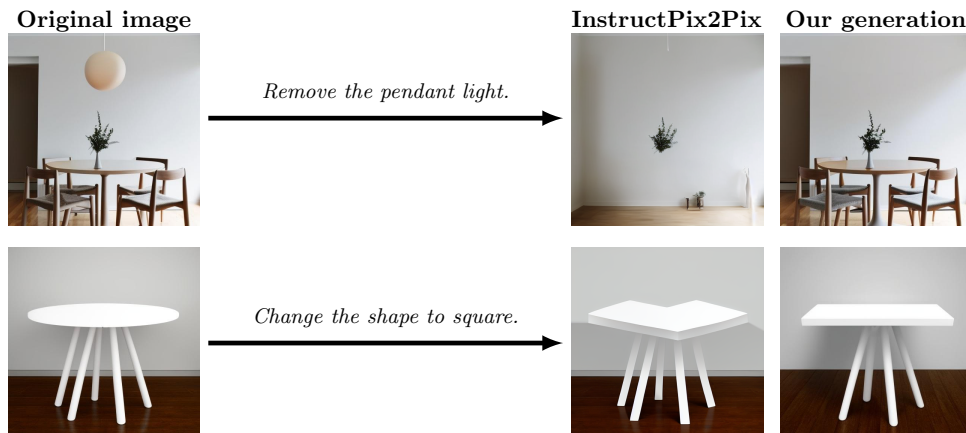 Original image
InstructPix2Pix
Our generation
Remove the pendant light.
Change the shape to square.